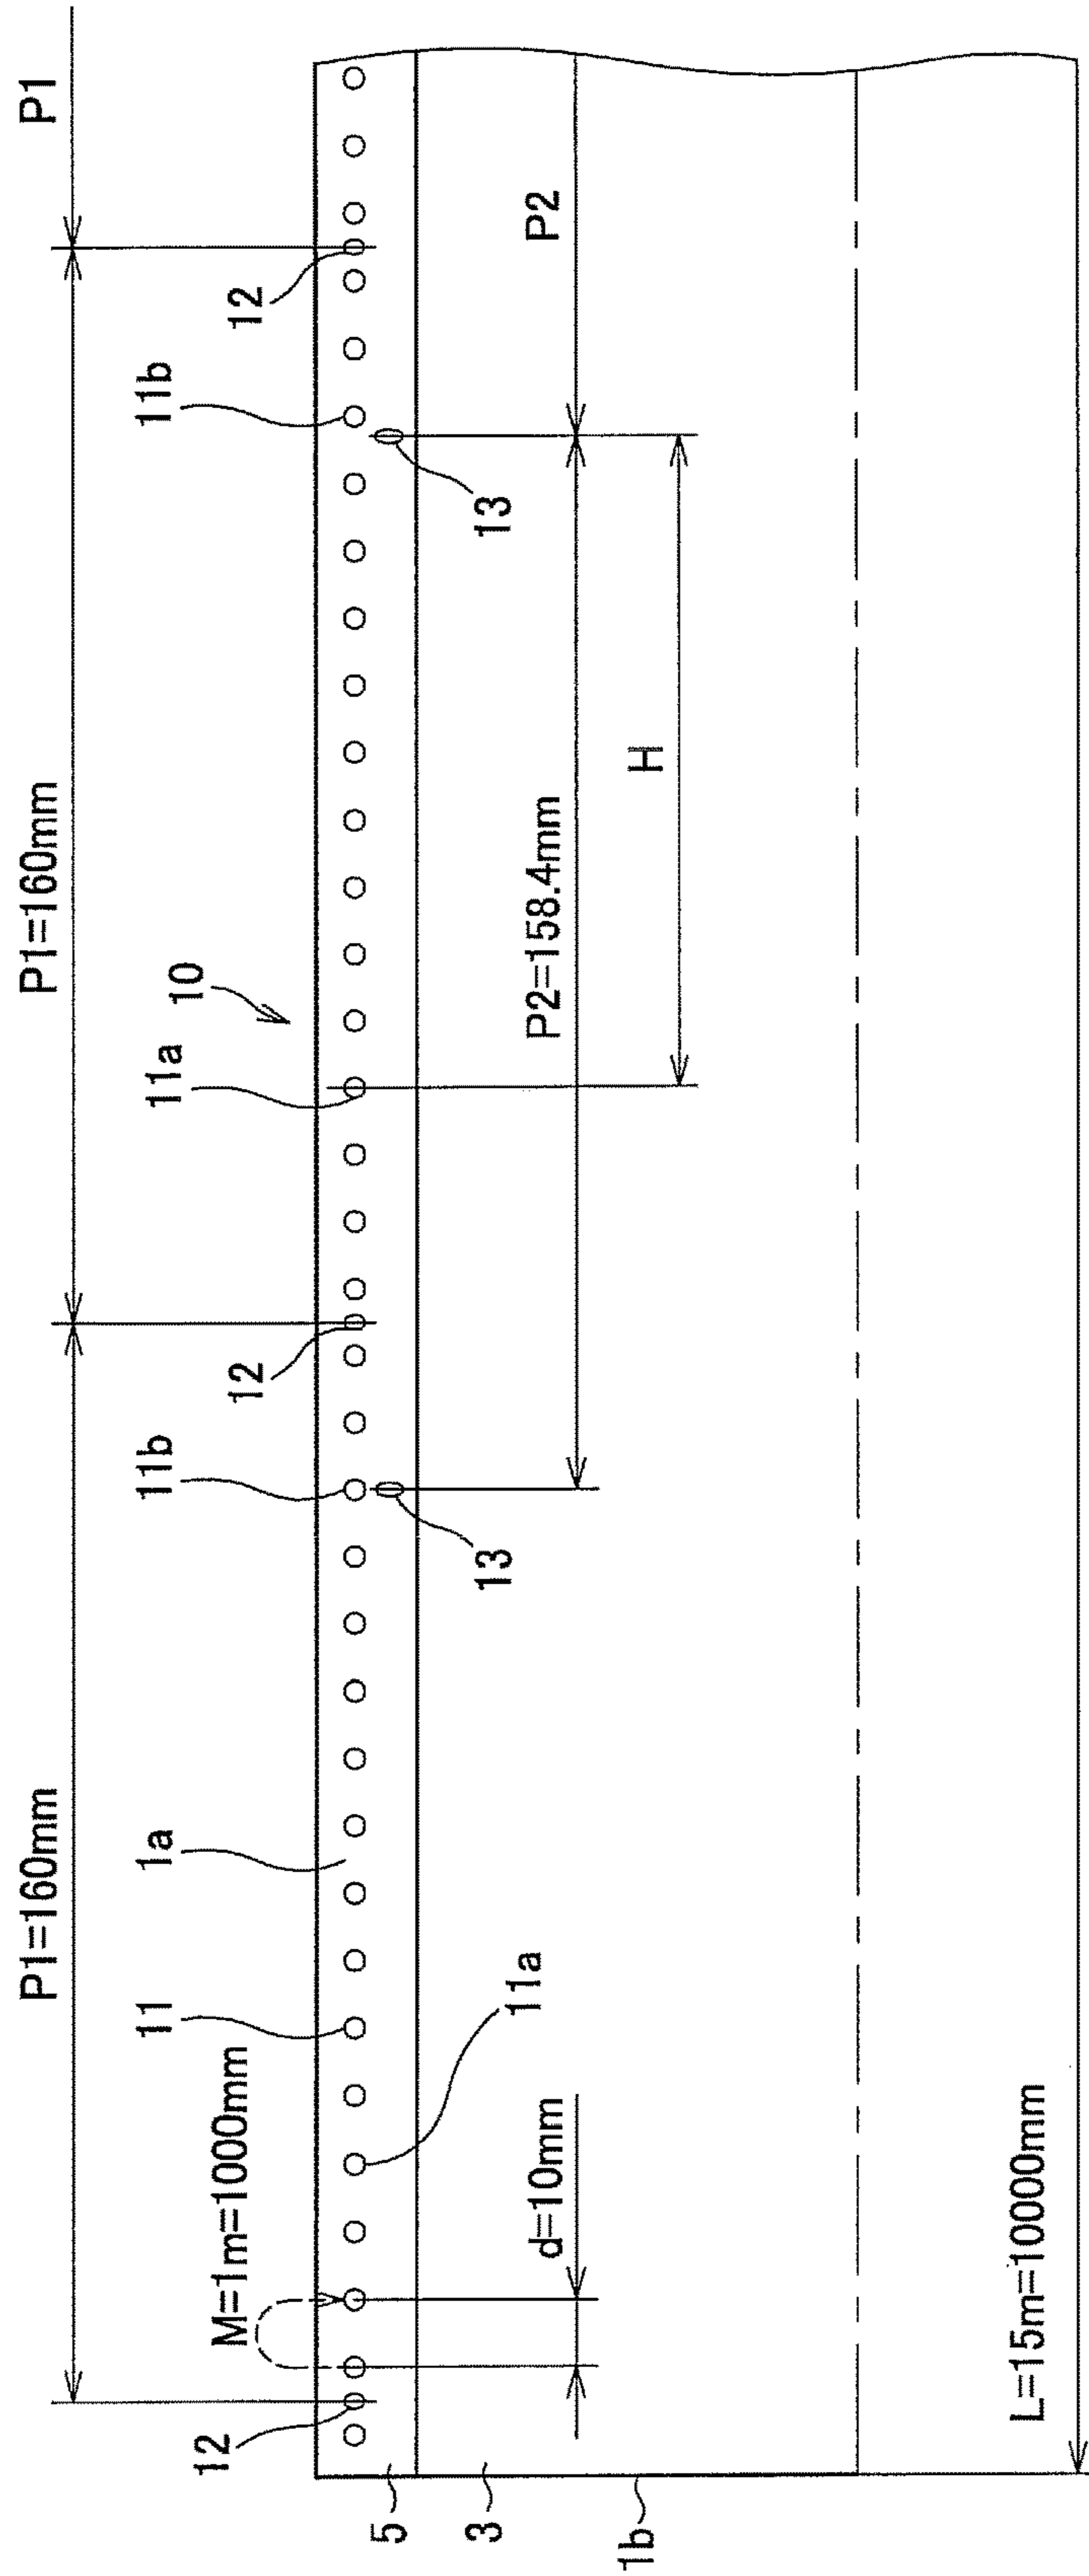 P1=160mm
P1=160mm
P1
M=1m=1000mm
11
1a
11b
11a
10
11b
12
12
12
11a
13
13
d=10mm
P2=158.4mm
P2
H
5
3
1b
L=15m=10000mm